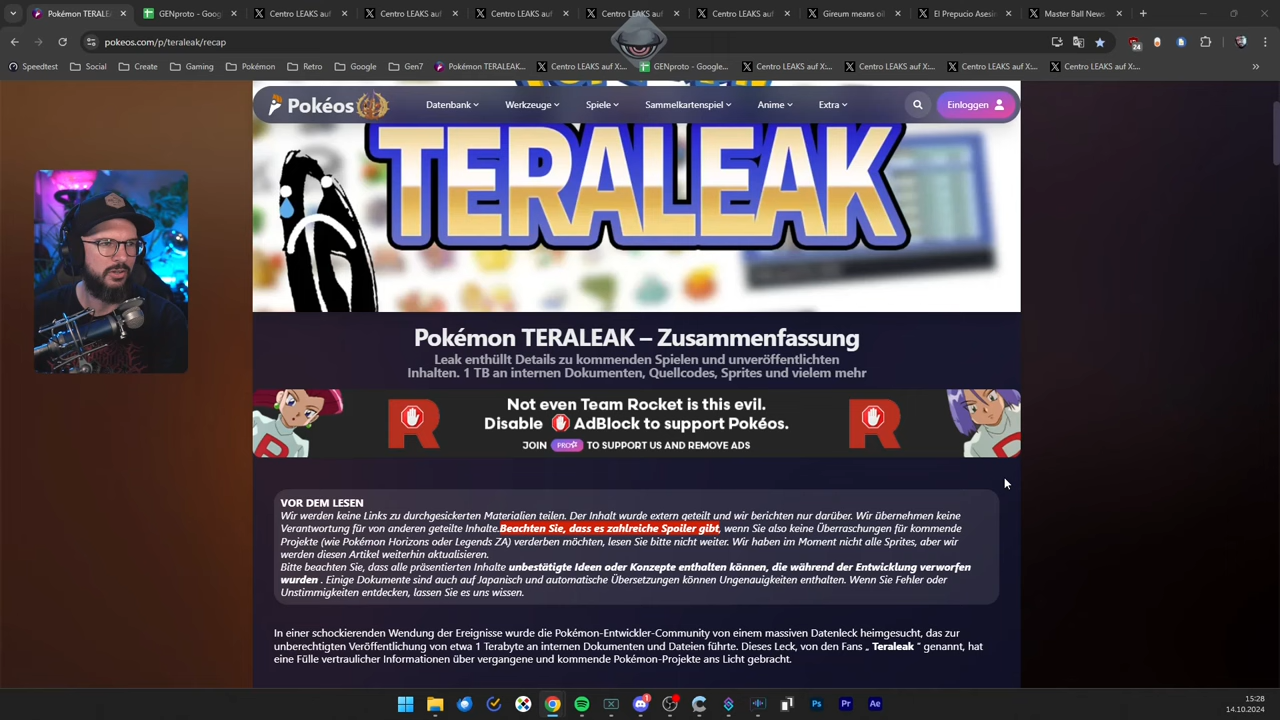 Pokémon TERALEA
GENproto - Goog
Centro LEAKS auf
Centro LEAKS auf
Centro LEAKS auf
Centro LEAKS auf
Centro LEAKS auf
Gireum means oil
El Prepucio Asesin
Master Ball News
pokeos.com/p/teraleak/recap
24
Speedtest
Social
Create
Gaming
Pokémon
Retro
Google
Gen7
Pokémon TERALEAK...
Centro LEAKS auf X:...
GENproto - Google...
Centro LEAKS auf X:...
Centro LEAKS auf X:...
Centro LEAKS auf X:...
Centro LEAKS auf X:...
Pokéos
Datenbank
Werkzeuge
Spiele
Sammelkartenspiel
Anime
Extra
Einloggen
TERALEAK
Pokémon TERALEAK – Zusammenfassung
Leak enthüllt Details zu kommenden Spielen und unveröffentlichten
Inhalten. 1 TB an internen Dokumenten, Quellcodes, Sprites und vielem mehr
Not even Team Rocket is this evil.
Disable AdBlock to support Pokéos.
JOIN PRO TO SUPPORT US AND REMOVE ADS
VOR DEM LESEN
Wir werden keine Links zu durchgesickerten Materialien teilen. Der Inhalt wurde extern geteilt und wir berichten nur darüber. Wir übernehmen keine
Verantwortung für von anderen geteilte Inhalte.Beachten Sie, dass es zahlreiche Spoiler gibt, wenn Sie also keine Überraschungen für kommende
Projekte (wie Pokémon Horizons oder Legends ZA) verderben möchten, lesen Sie bitte nicht weiter. Wir haben im Moment nicht alle Sprites, aber wir
werden diesen Artikel weiterhin aktualisieren.
Bitte beachten Sie, dass alle präsentierten Inhalte unbestätigte Ideen oder Konzepte enthalten können, die während der Entwicklung verworfen
wurden . Einige Dokumente sind auch auf Japanisch und automatische Übersetzungen können Ungenauigkeiten enthalten. Wenn Sie Fehler oder
Unstimmigkeiten entdecken, lassen Sie es uns wissen.
In einer schockierenden Wendung der Ereignisse wurde die Pokémon-Entwickler-Community von einem massiven Datenleck heimgesucht, das zur
unberechtigten Veröffentlichung von etwa 1 Terabyte an internen Dokumenten und Dateien führte. Dieses Leck, von den Fans „ Teraleak " genannt, hat
eine Fülle vertraulicher Informationen über vergangene und kommende Pokémon-Projekte ans Licht gebracht.
1
Ps
Pr
Ae
15:28
14.10.2024